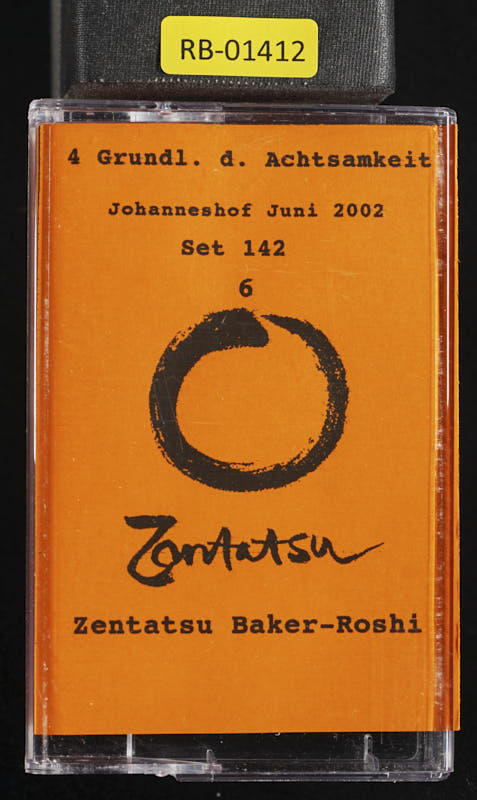 RB-01412
4 Grundl. d. Achtsamkeit
Johanneshof Juni 2002
Set 142
6
Zentatsu
Zentatsu Baker-Roshi